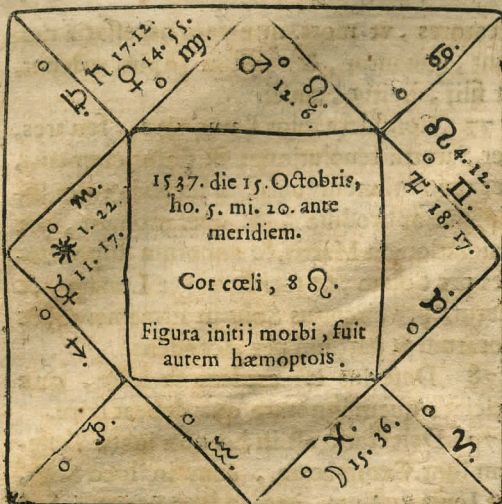 ♄ 17. 12.
♀ 14. 55.
♍.
♎
♂ 12. 6.
♌.
♋.
☊ 4. 12.
♊.
♃ 18. 17.
♉.
♈.
♓.
☽ 15. 36.
♒.
♑.
♐
☿ 11. 17.
1. 22.
♏.
1537. die 15. Octobris,
ho. 5. mi. 20. ante
meridiem.
Cor cœli, 8 ♌.
Figura initij morbi, fuit
autem hæmoptois.